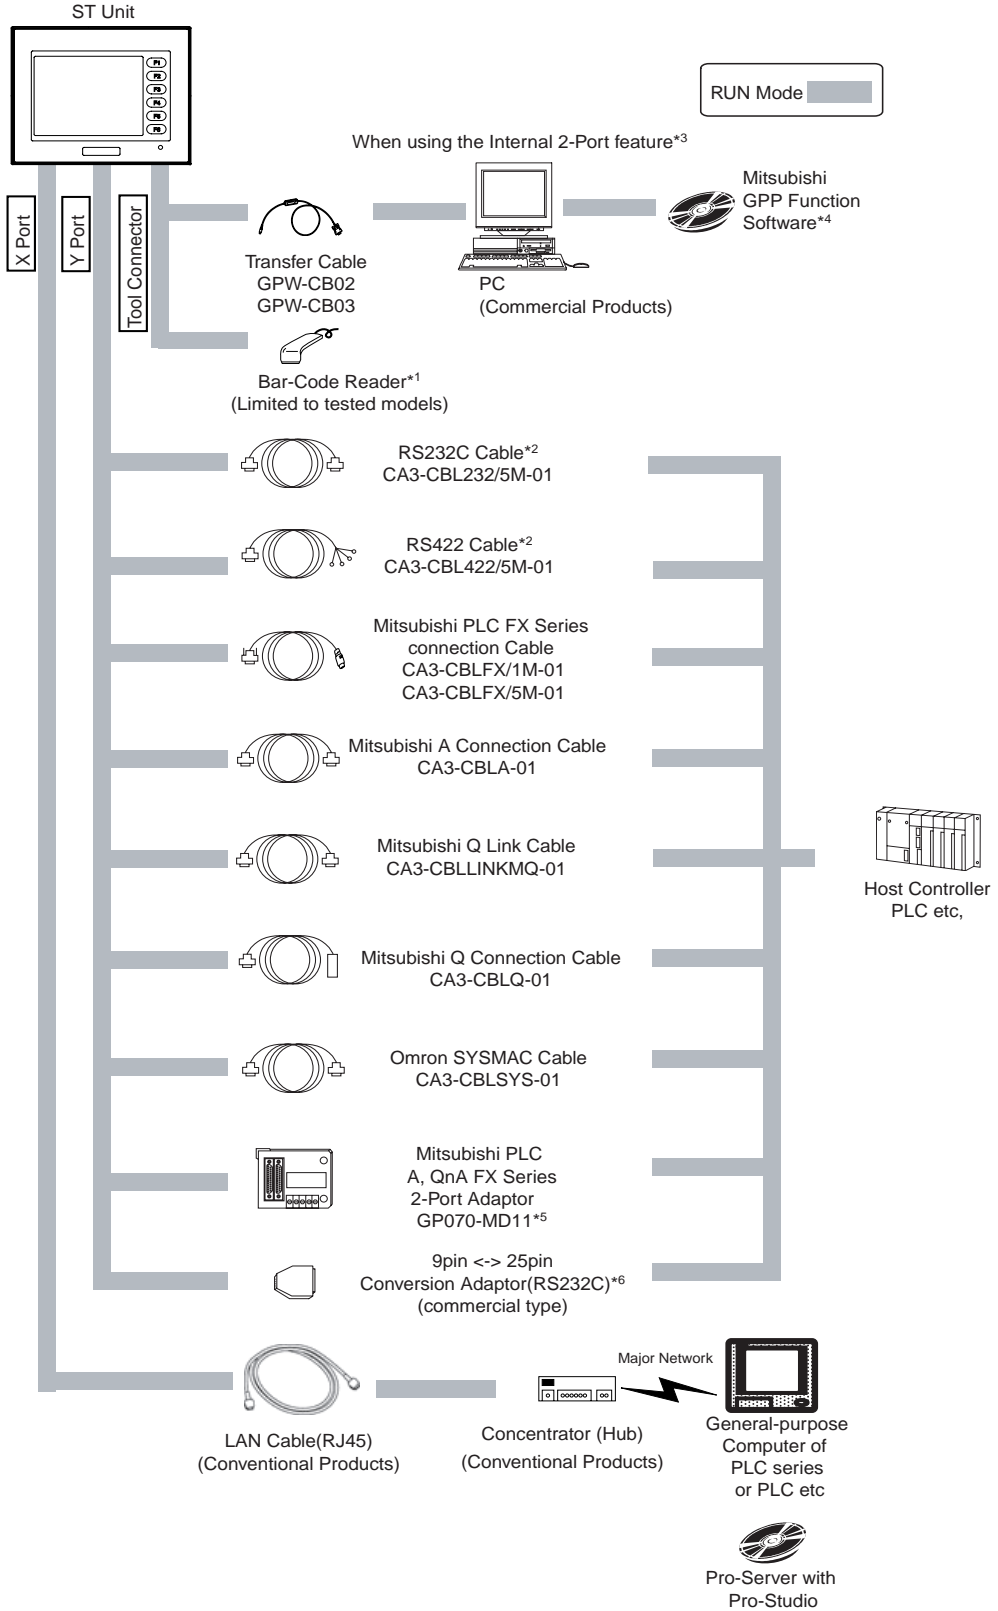 ST Unit
F1
F2
F3
F4
F5
F6
RUN Mode
When using the Internal 2-Port feature*3
X Port
Y Port
Tool Connector
Transfer Cable
GPW-CB02
GPW-CB03
PC
(Commercial Products)
Mitsubishi
GPP Function
Software*4
Bar-Code Reader*1
(Limited to tested models)
RS232C Cable*2
CA3-CBL232/5M-01
RS422 Cable*2
CA3-CBL422/5M-01
Mitsubishi PLC FX Series
connection Cable
CA3-CBLFX/1M-01
CA3-CBLFX/5M-01
Mitsubishi A Connection Cable
CA3-CBLA-01
Mitsubishi Q Link Cable
CA3-CBLLINKMQ-01
Host Controller
PLC etc,
Mitsubishi Q Connection Cable
CA3-CBLQ-01
Omron SYSMAC Cable
CA3-CBLSYS-01
Mitsubishi PLC
A, QnA FX Series
2-Port Adaptor
GP070-MD11*5
9pin <-> 25pin
Conversion Adaptor(RS232C)*6
(commercial type)
LAN Cable(RJ45)
(Conventional Products)
Concentrator (Hub)
(Conventional Products)
Major Network
General-purpose
Computer of
PLC series
or PLC etc
Pro-Server with
Pro-Studio